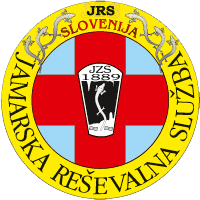 JRS
SLOVENIJA
JZS
1889
JAMARSKA REŠEVALNA SLUŽBA